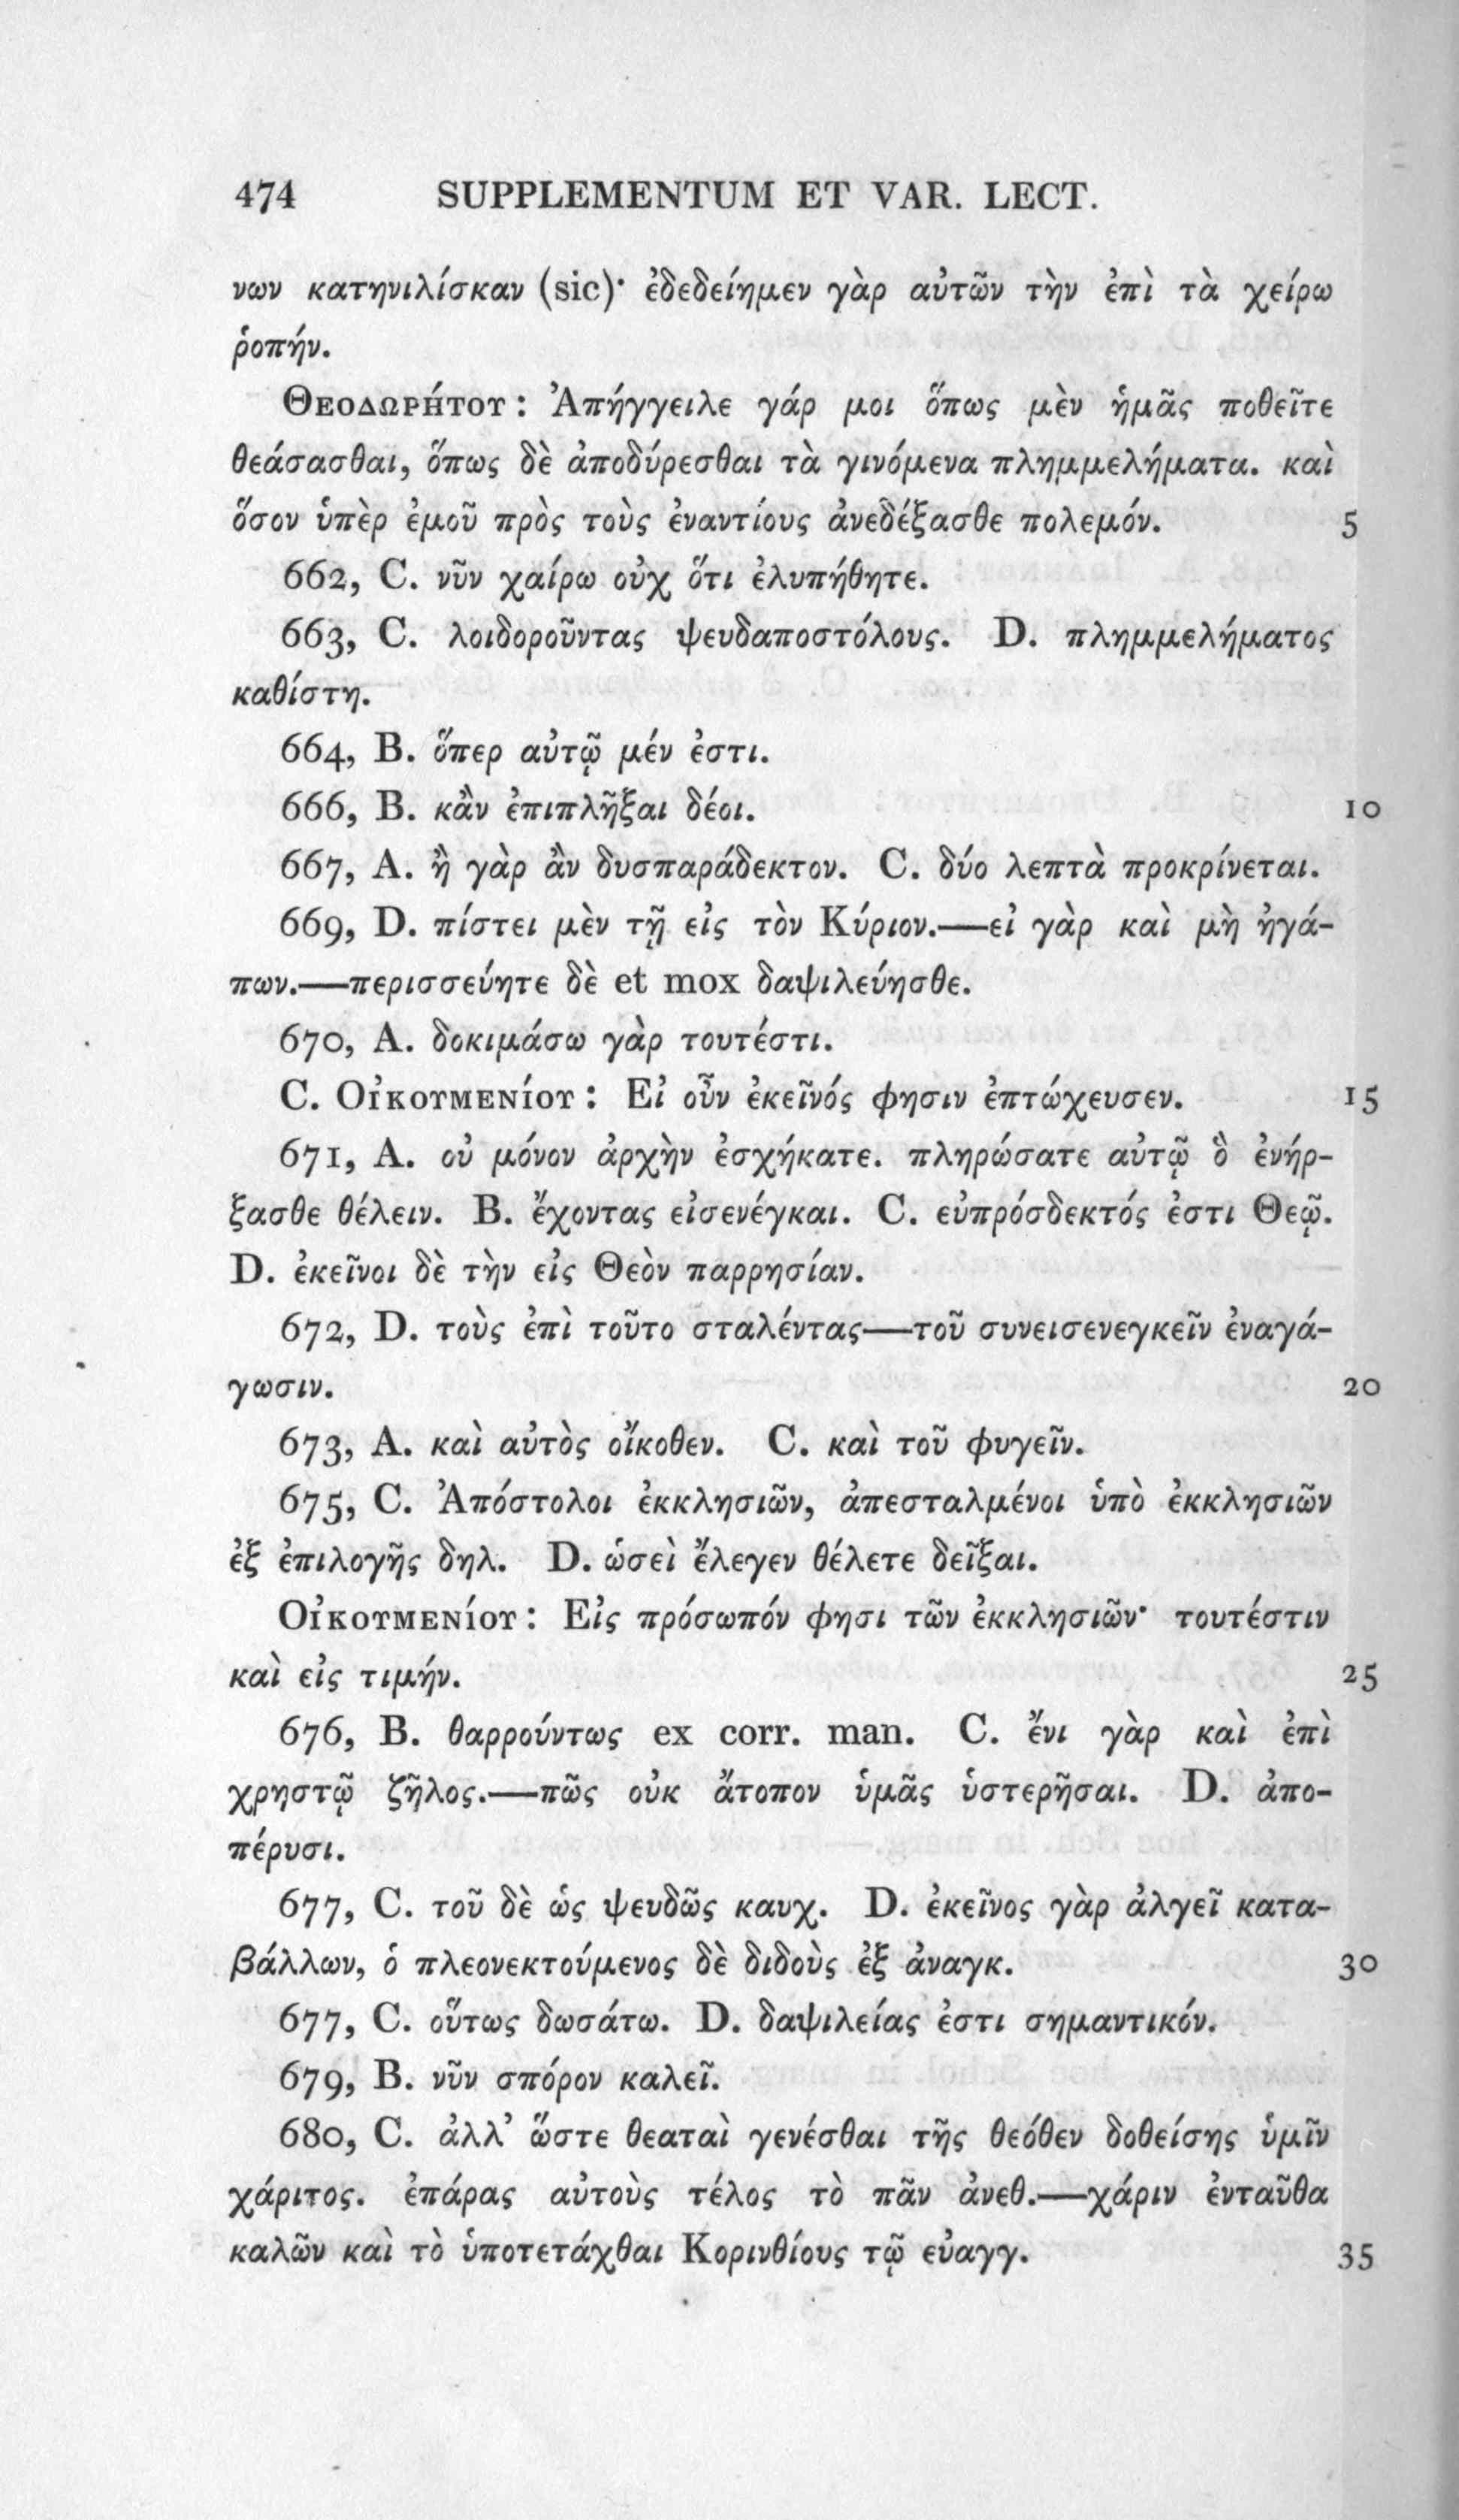 474 SUPPLEMENTUM ET VAR. LECT.
νων κατηνιλίσκαν (sic)· ἐδεδείημεν γὰρ αὐτῶν τὴν ἐπὶ τὰ χείρω
ῥοπήν.
Θεοδωρήτου : Ἀπήγγειλε γάρ μοι ὅπως μὲν ἡμᾶς ποθεῖτε
θεάσασθαι, ὅπως δὲ ἀποδύρεσθαι τὰ γινόμενα πλημμελήματα. καὶ
ὅσον ὑπὲρ ἐμοῦ πρὸς τοὺς ἐναντίους ἀνεδέξασθε πολεμόν. 5
662, C. νῦν χαίρω οὐχ ὅτι ἐλυπήθητε.
663, C. λοιδοροῦντας ψευδαποστόλους. D. πλημμελήματος
καθίστη.
664, B. ὅπερ αὐτῷ μέν ἐστι.
666, B. κἂν ἐπιπλῆξαι δέοι. 10
667, A. ἢ γὰρ ἂν δυσπαράδεκτον. C. δύο λεπτὰ προκρίνεται.
669, D. πίστει μὲν τῇ εἰς τὸν Κύριον.—εἰ γὰρ καὶ μὴ ἠγά-
πων.—περισσεύητε δὲ et mox δαψιλεύησθε.
670, A. δοκιμάσω γὰρ τουτέστι.
C. Οἰκουμενίου : Εἰ οὖν ἐκεῖνός φησιν ἐπτώχευσεν. 15
671, A. οὐ μόνον ἀρχὴν ἐσχήκατε. πληρώσατε αὐτῷ ὃ ἐνήρ-
ξασθε θέλειν. B. ἔχοντας εἰσενέγκαι. C. εὐπρόσδεκτός ἐστι Θεῷ.
D. ἐκεῖνοι δὲ τὴν εἰς Θεὸν παρρησίαν.
672, D. τοὺς ἐπὶ τοῦτο σταλέντας—τοῦ συνεισενεγκεῖν ἐναγά-
γωσιν. 20
673, A. καὶ αὐτὸς οἴκοθεν. C. καὶ τοῦ φυγεῖν.
675, C. Ἀπόστολοι ἐκκλησιῶν, ἀπεσταλμένοι ὑπὸ ἐκκλησιῶν
ἐξ ἐπιλογῆς δηλ. D. ὡσεὶ ἔλεγεν θέλετε δεῖξαι.
Οἰκουμενίου : Εἰς πρόσωπόν φησι τῶν ἐκκλησιῶν· τουτέστιν
καὶ εἰς τιμήν. 25
676, B. θαρρούντως ex corr. man. C. ἔνι γὰρ καὶ ἐπὶ
χρηστῷ ζῆλος.—πῶς οὐκ ἄτοπον ὑμᾶς ὑστερῆσαι. D. ἀπο-
πέρυσι.
677, C. τοῦ δὲ ὡς ψευδῶς καυχ. D. ἐκεῖνος γὰρ ἀλγεῖ κατα-
βάλλων, ὁ πλεονεκτούμενος δὲ διδοὺς ἐξ ἀναγκ. 30
677, C. οὕτως δωσάτω. D. δαψιλείας ἐστι σημαντικόν.
679, B. νῦν σπόρον καλεῖ.
680, C. ἀλλ’ ὥστε θεαταὶ γενέσθαι τῆς θεόθεν δοθείσης ὑμῖν
χάριτος. ἐπάρας αὐτοὺς τέλος τὸ πᾶν ἀνεθ.—χάριν ἐνταῦθα
καλῶν καὶ τὸ ὑποτετάχθαι Κορινθίους τῷ εὐαγγ. 35